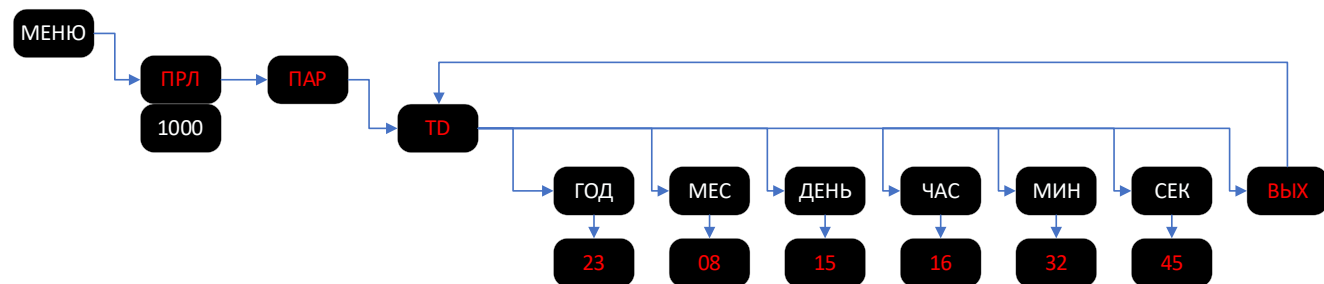 МЕНЮ
ПРЛ
ПАР
1000
TD
ГОД МЕС ДЕНЬ ЧАС МИН СЕК ВЫХ
23 08 15 16 32 45